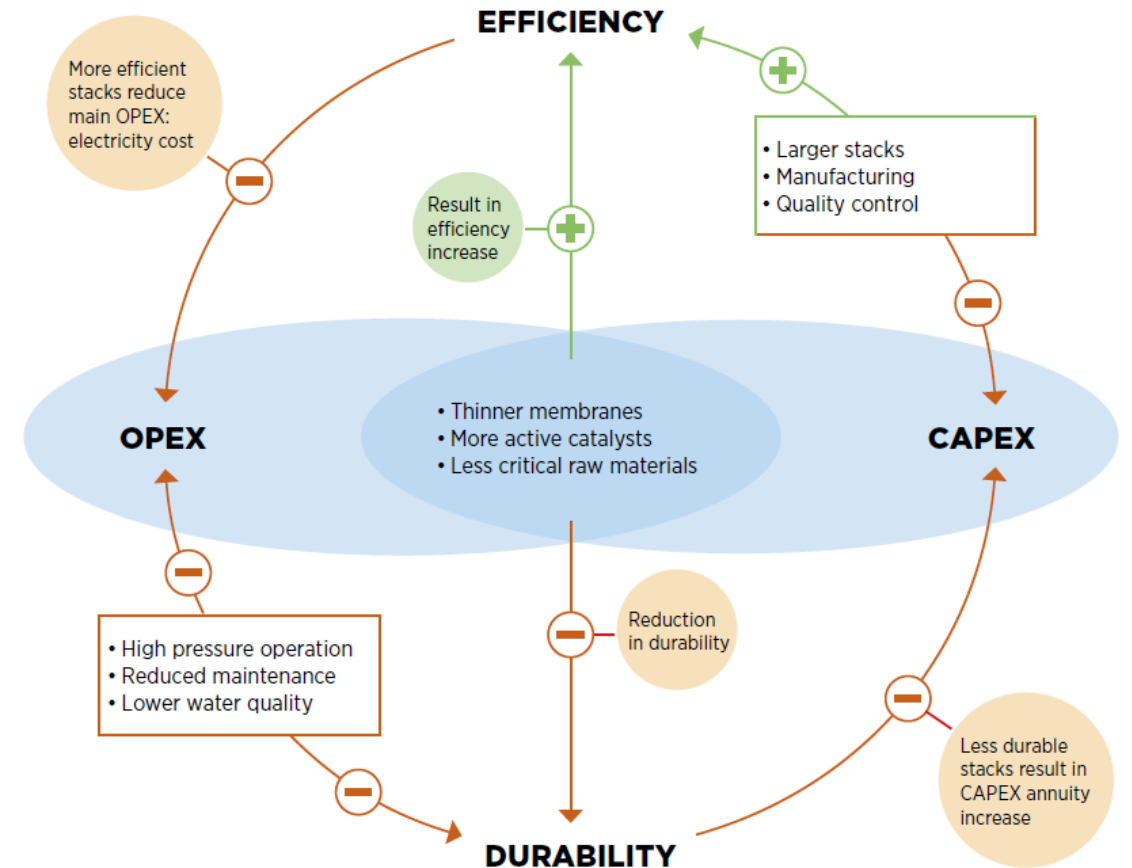 EFFICIENCY
More efficient
stacks reduce
main OPEX:
electricity cost
• Larger stacks
• Manufacturing
• Quality control
Result in
efficiency
increase
OPEX
• Thinner membranes
• More active catalysts
• Less critical raw materials
CAPEX
• High pressure operation
• Reduced maintenance
• Lower water quality
Reduction
in durability
Less durable
stacks result in
CAPEX annuity
increase
DURABILITY